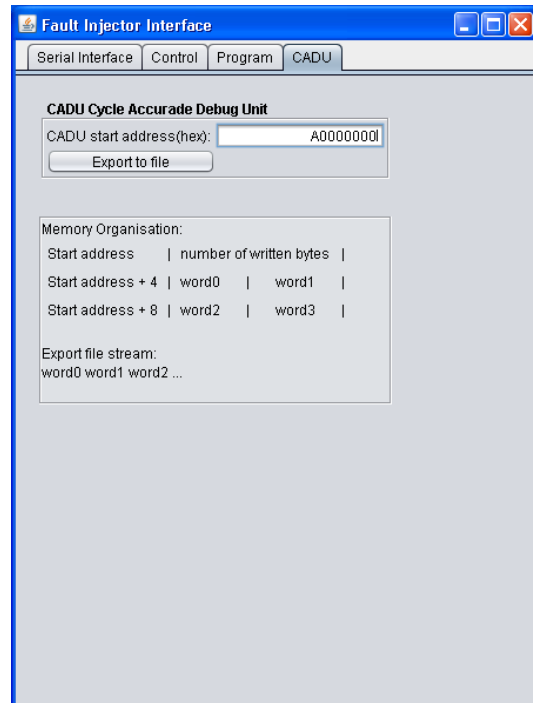 Fault Injector Interface
Serial Interface Control Program CADU
CADU Cycle Accurade Debug Unit
CADU start address(hex): A0000000
Export to file
Memory Organisation:
Start address | number of written bytes |
Start address + 4 | word0 | word1 |
Start address + 8 | word2 | word3 |
Export file stream:
word0 word1 word2 ...